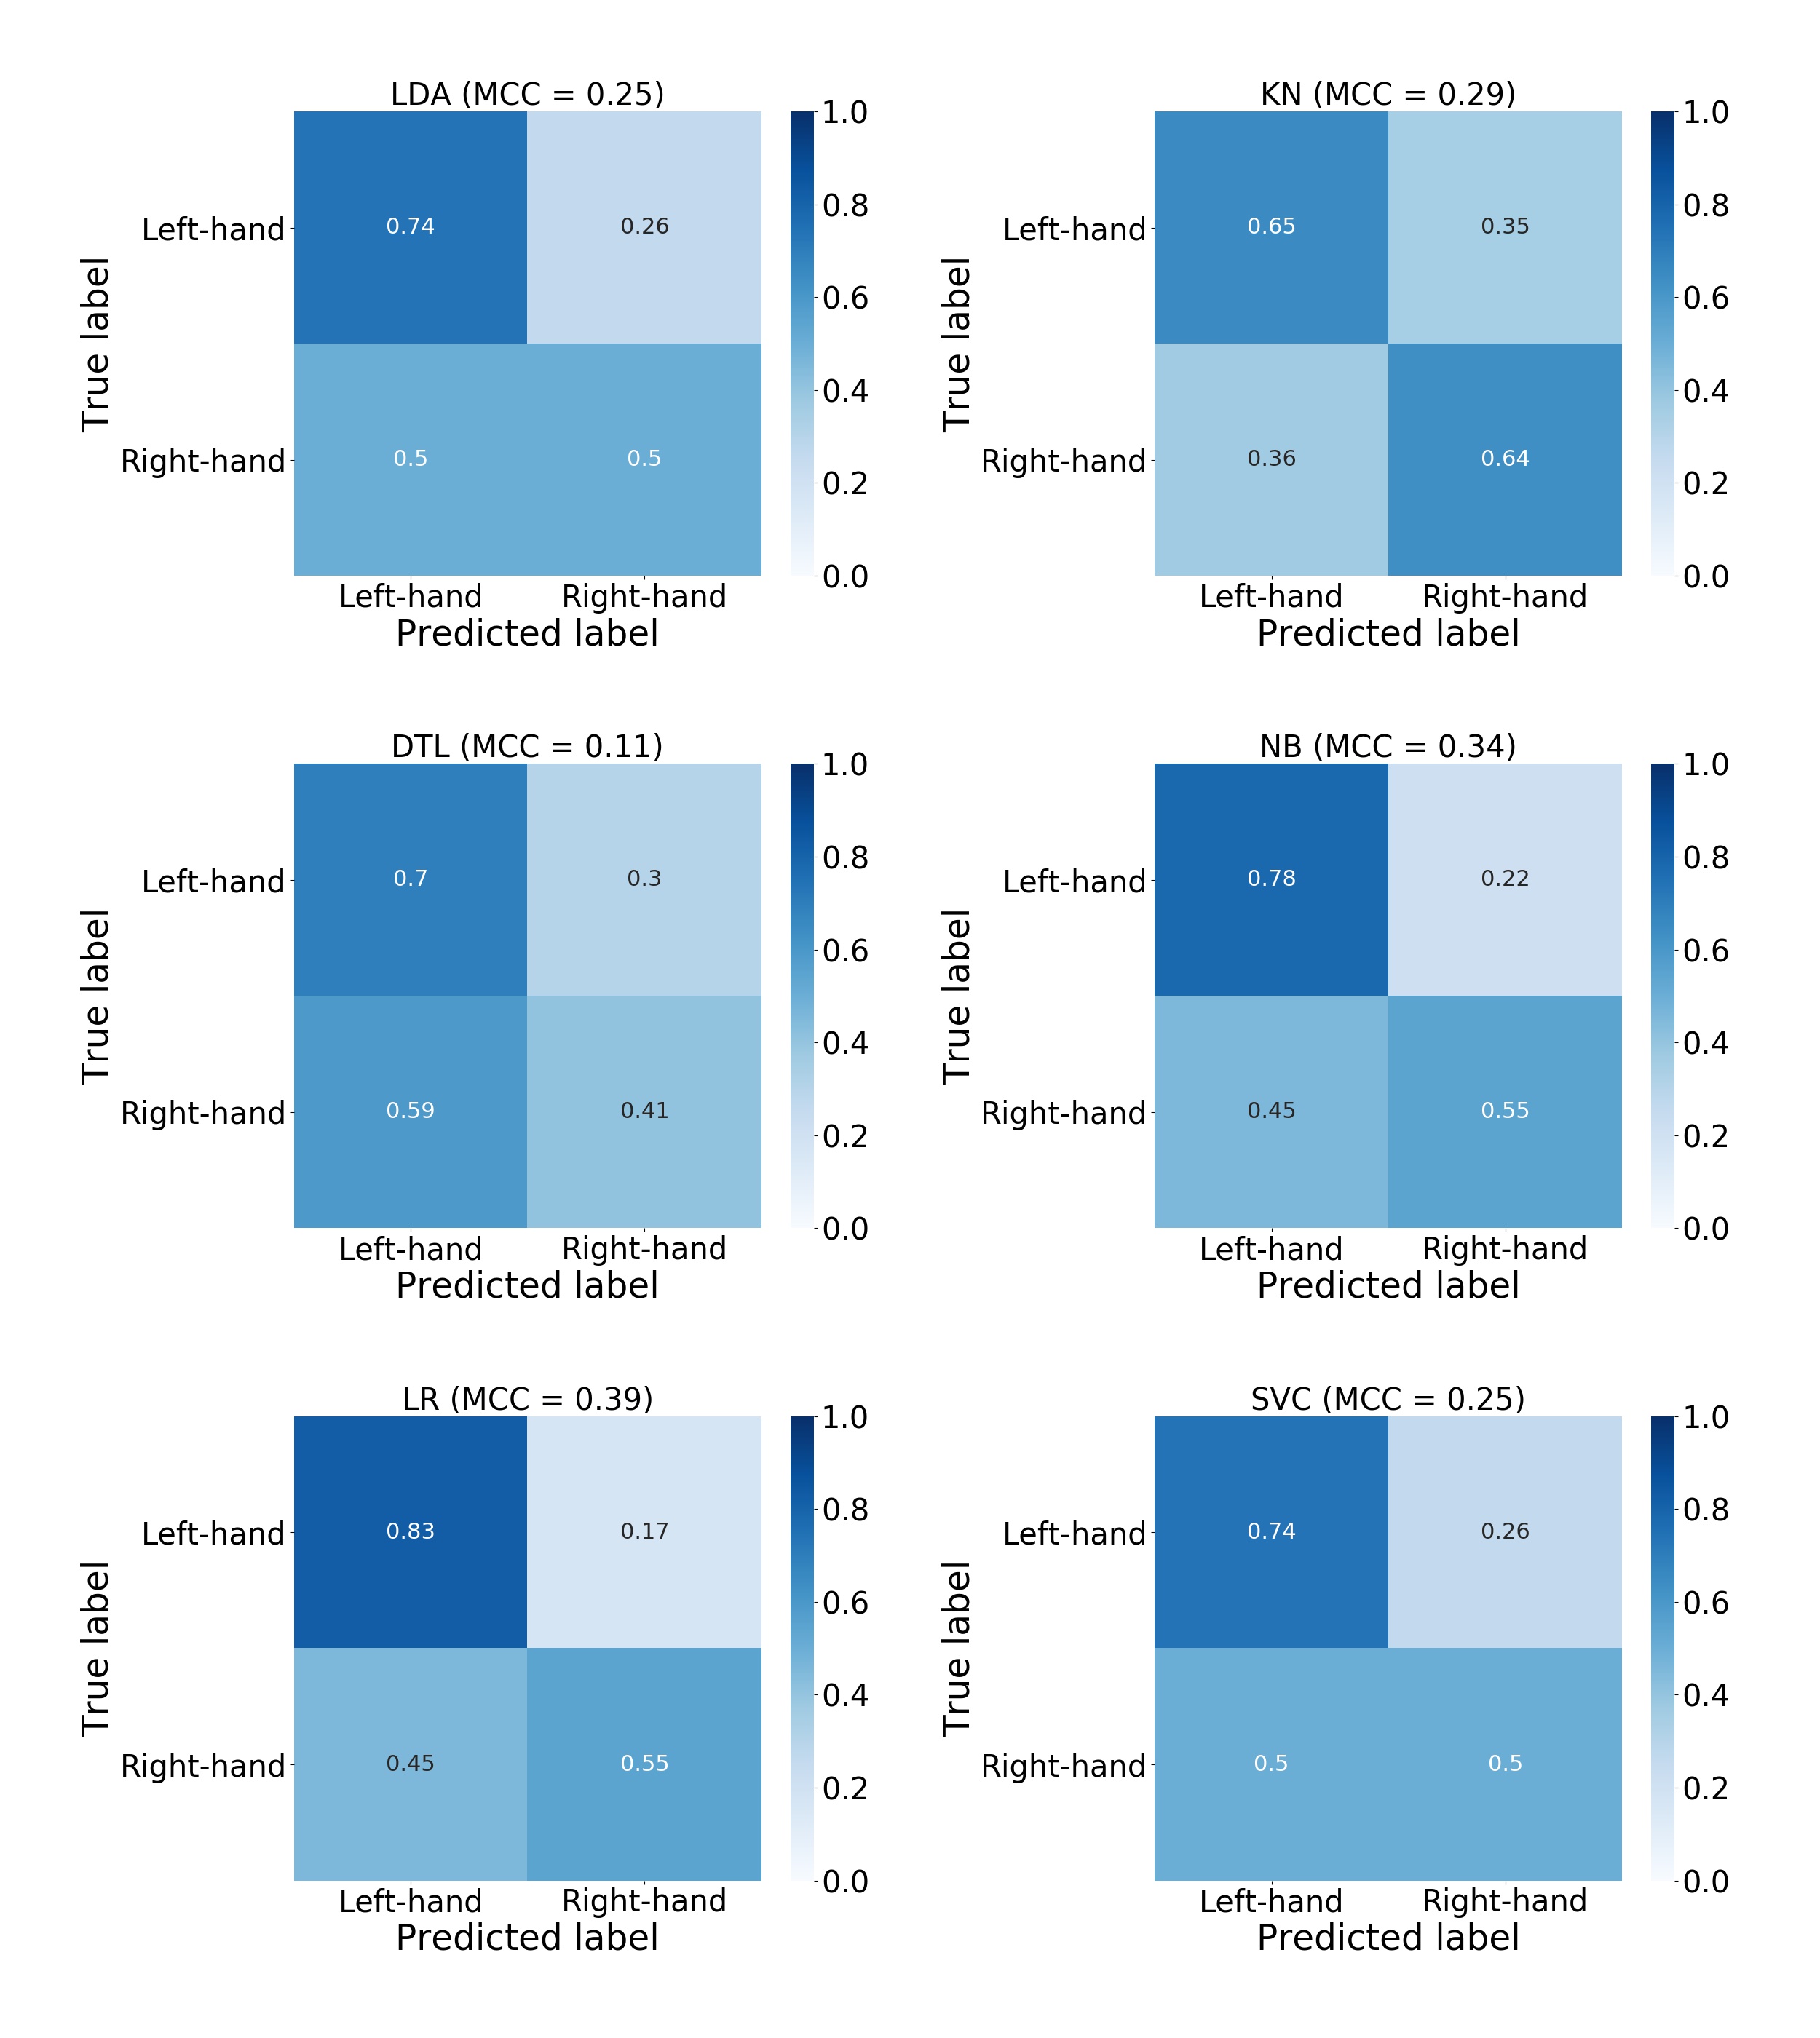 LDA (MCC = 0.25)
1.0
0.8
0.6
0.4
0.2
0.0
True label
Left-hand
Right-hand
0.74 0.26
0.5 0.5
Left-hand Right-hand
Predicted label
KN (MCC = 0.29)
1.0
0.8
0.6
0.4
0.2
0.0
True label
Left-hand
Right-hand
0.65 0.35
0.36 0.64
Left-hand Right-hand
Predicted label
DTL (MCC = 0.11)
1.0
0.8
0.6
0.4
0.2
0.0
True label
Left-hand
Right-hand
0.7 0.3
0.59 0.41
Left-hand Right-hand
Predicted label
NB (MCC = 0.34)
1.0
0.8
0.6
0.4
0.2
0.0
True label
Left-hand
Right-hand
0.78 0.22
0.45 0.55
Left-hand Right-hand
Predicted label
LR (MCC = 0.39)
1.0
0.8
0.6
0.4
0.2
0.0
True label
Left-hand
Right-hand
0.83 0.17
0.45 0.55
Left-hand Right-hand
Predicted label
SVC (MCC = 0.25)
1.0
0.8
0.6
0.4
0.2
0.0
True label
Left-hand
Right-hand
0.74 0.26
0.5 0.5
Left-hand Right-hand
Predicted label